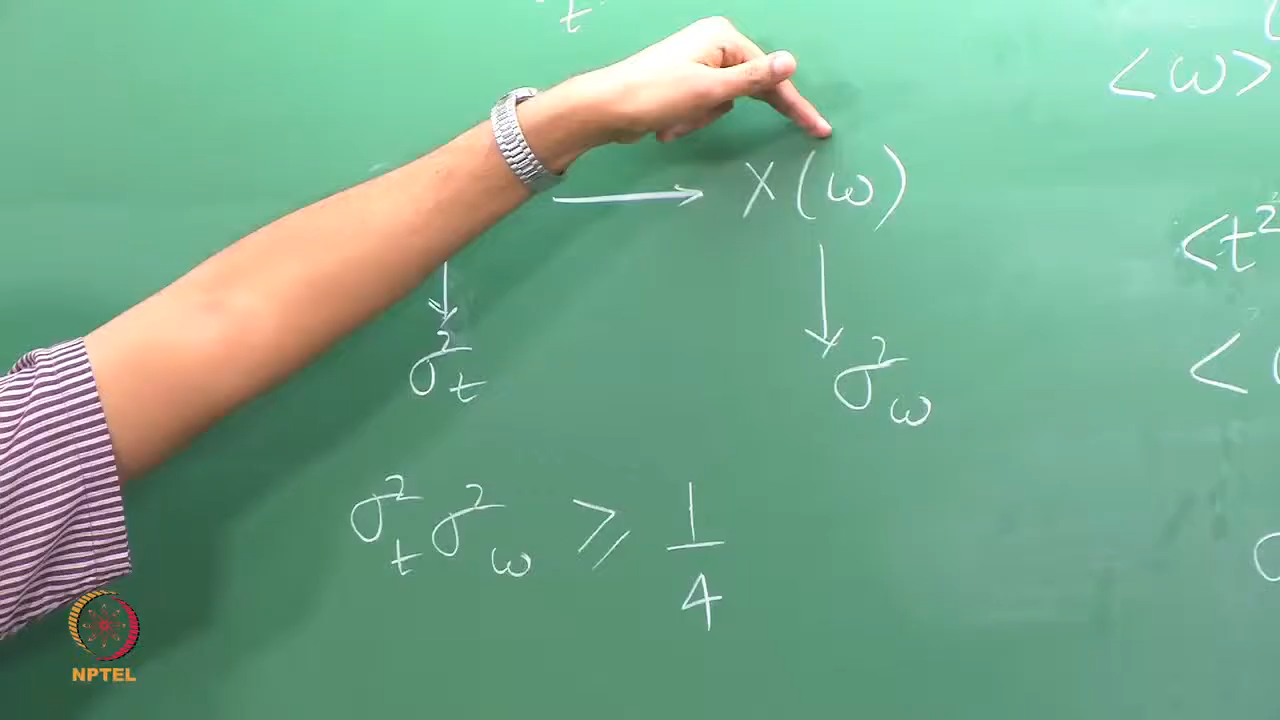 t
<ω>
→ X(ω)
<t²
↓ ↓
σ²t σ²ω
<
σ²t σ²ω ≥ 1/4
NPTEL